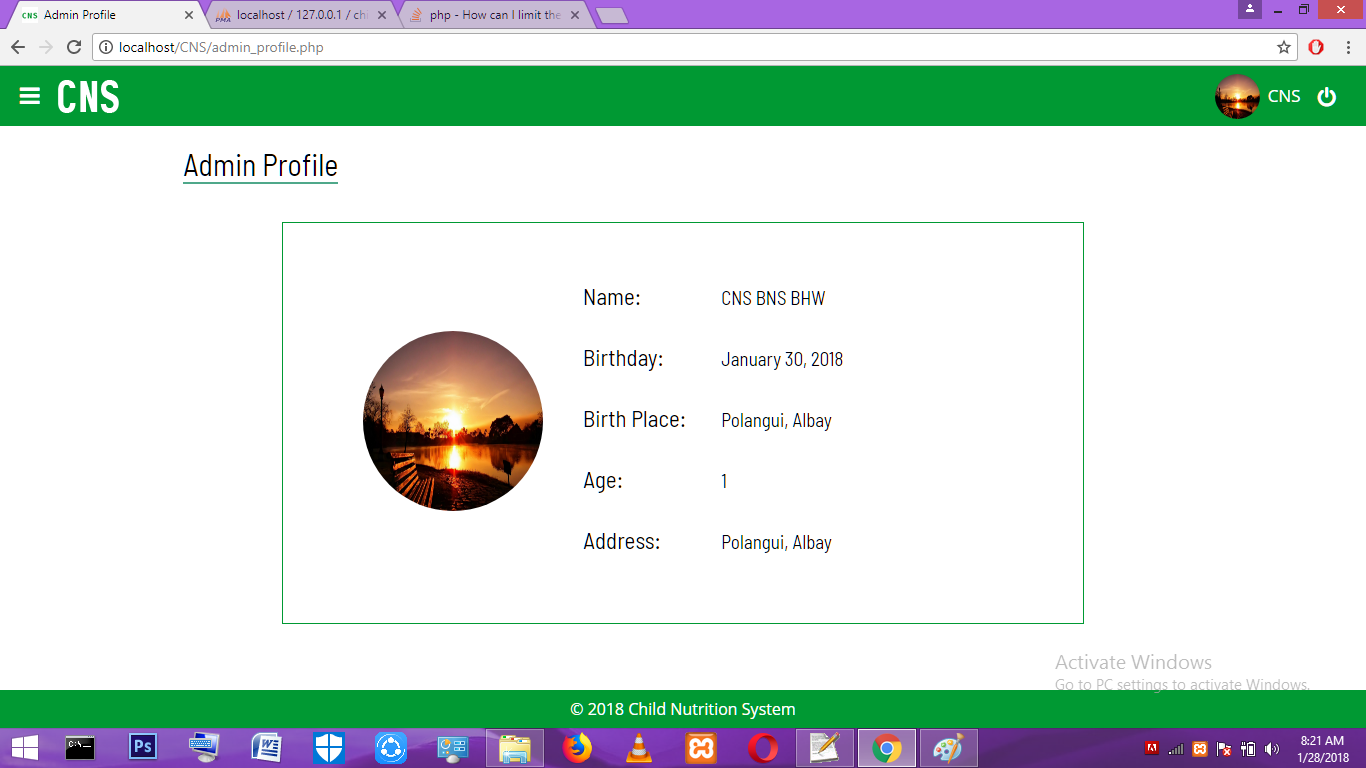 CNS Admin Profile
PMA localhost / 127.0.0.1 / chi
php - How can I limit the
localhost/CNS/admin_profile.php
CNS
CNS
Admin Profile
Name: CNS BNS BHW
Birthday: January 30, 2018
Birth Place: Polangui, Albay
Age: 1
Address: Polangui, Albay
Activate Windows
Go to PC settings to activate Windows.
© 2018 Child Nutrition System
C:\_
Ps
W
8:21 AM
1/28/2018